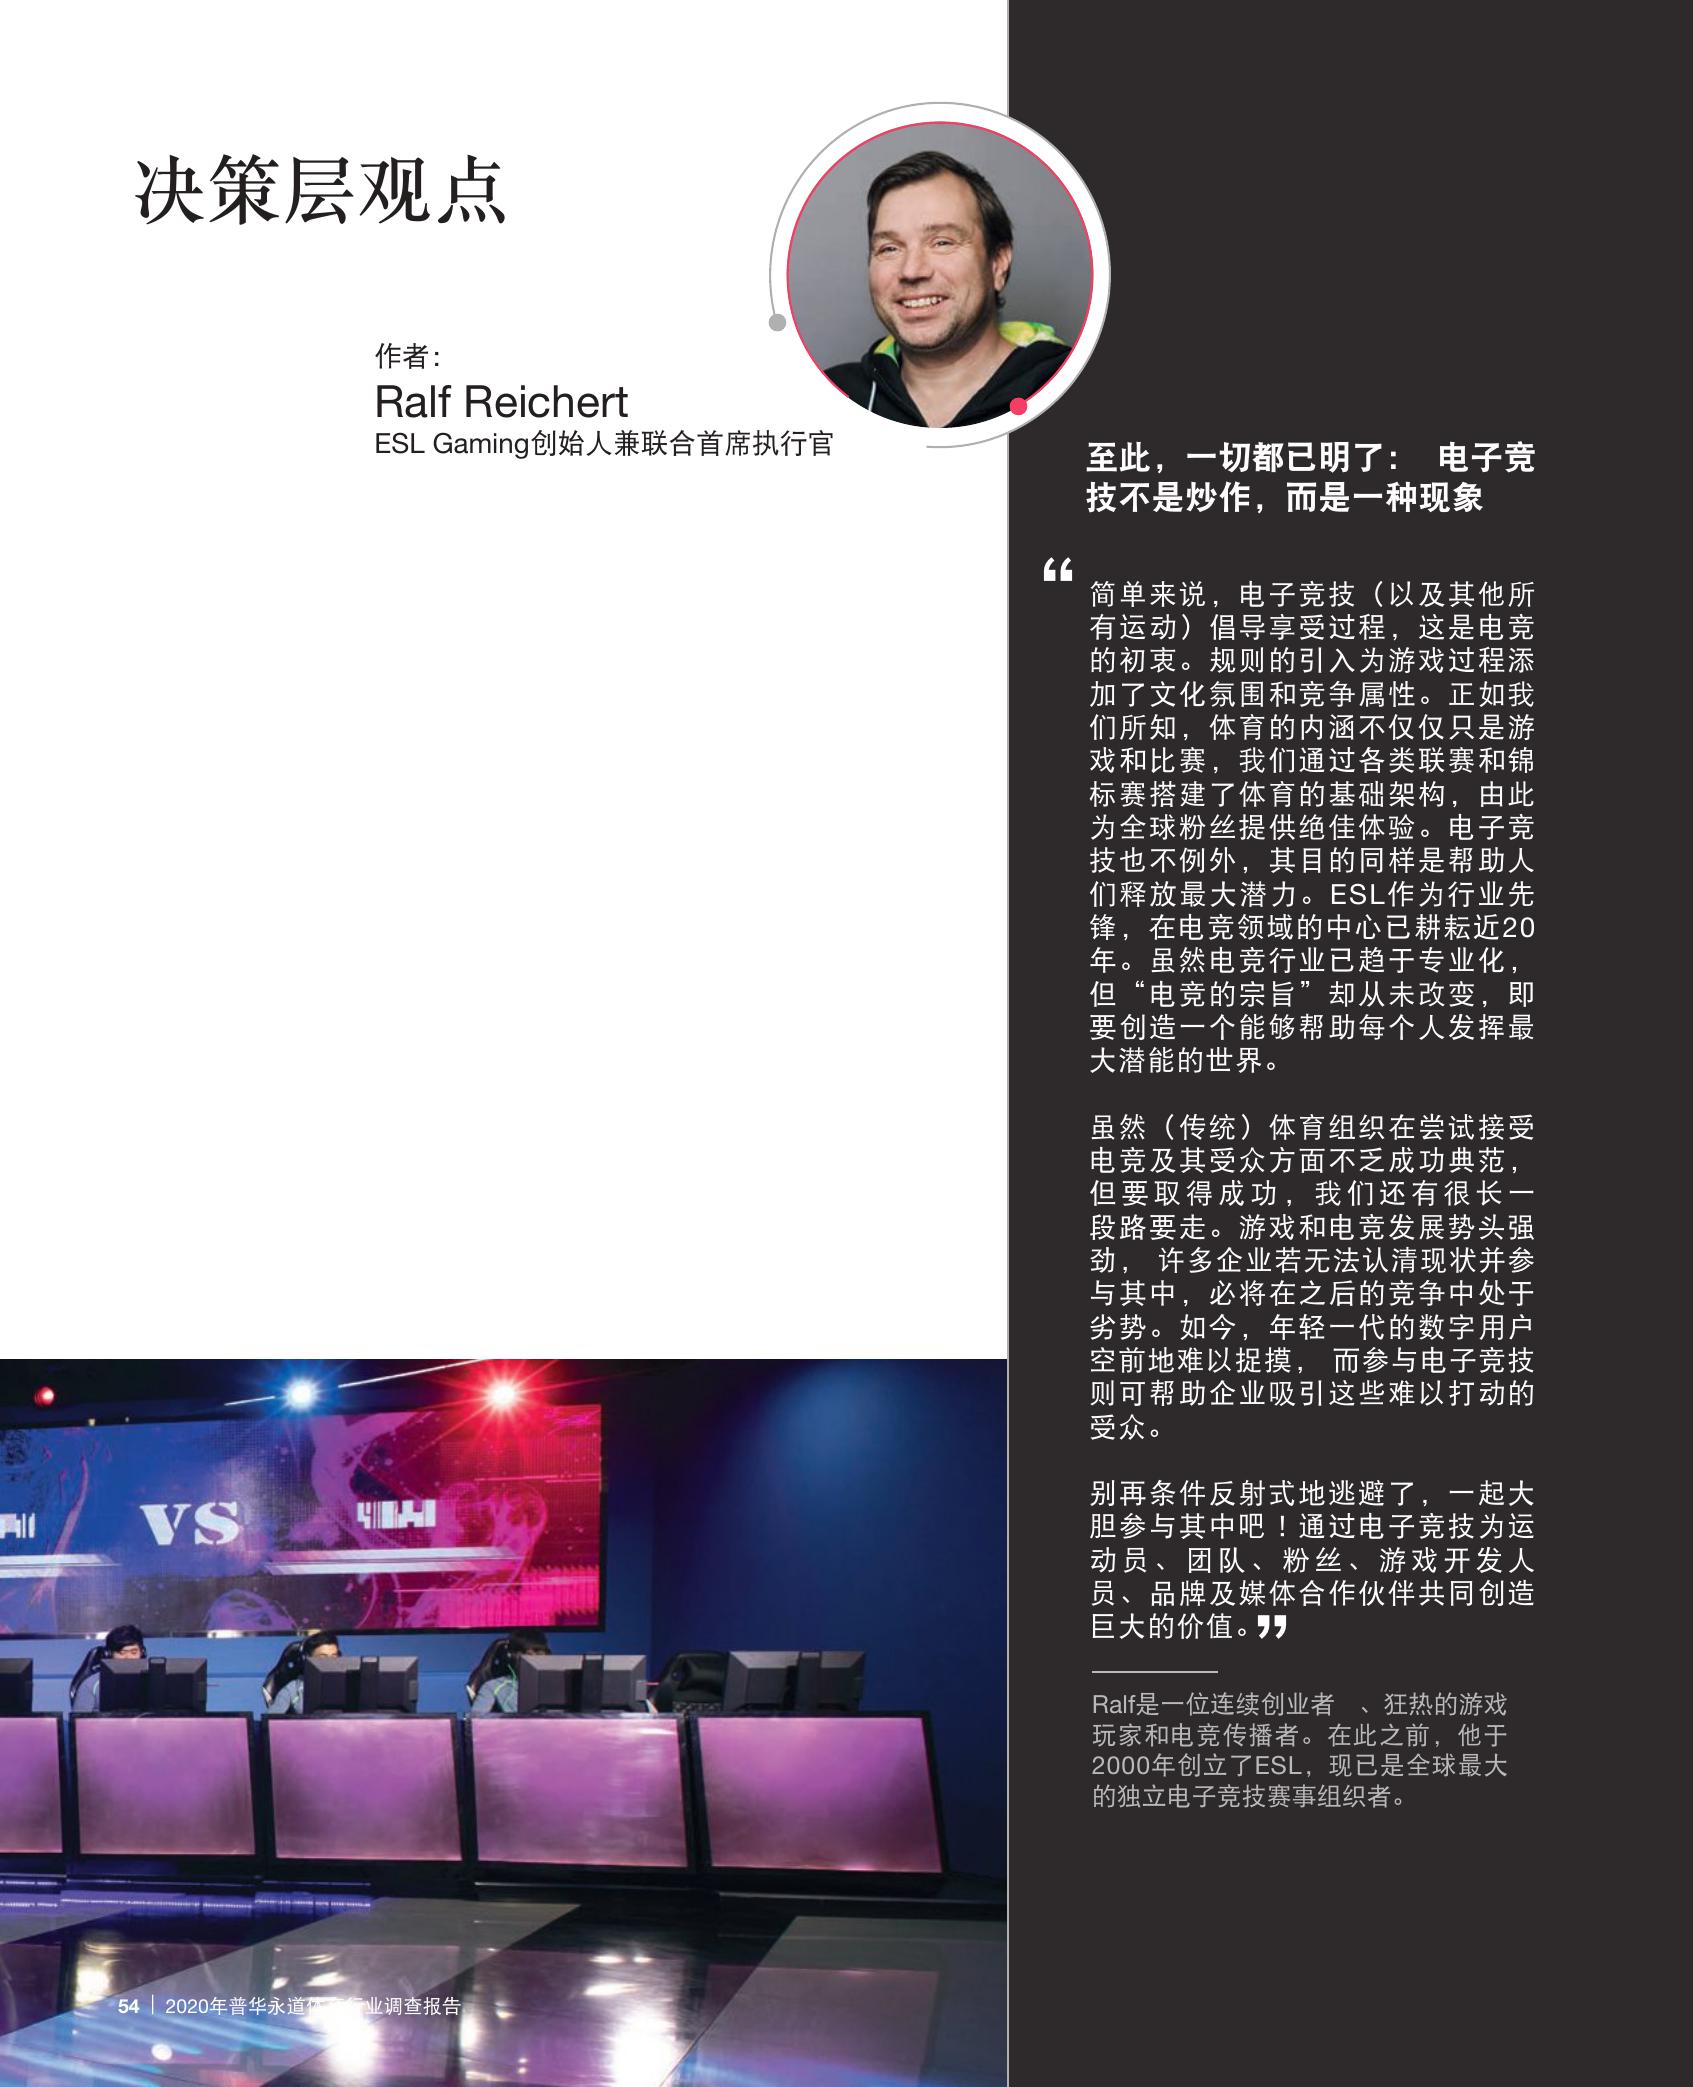 决策层观点
作者：
Ralf Reichert
ESL Gaming创始人兼联合首席执行官
至此，一切都已明了： 电子竞
技不是炒作，而是一种现象
“
简单来说，电子竞技（以及其他所
有运动）倡导享受过程，这是电竞
的初衷。规则的引入为游戏过程添
加了文化氛围和竞争属性。正如我
们所知，体育的内涵不仅仅只是游
戏和比赛，我们通过各类联赛和锦
标赛搭建了体育的基础架构，由此
为全球粉丝提供绝佳体验。电子竞
技也不例外，其目的同样是帮助人
们释放最大潜力。ESL作为行业先
锋，在电竞领域的中心已耕耘近20
年。虽然电竞行业已趋于专业化，
但“电竞的宗旨”却从未改变，即
要创造一个能够帮助每个人发挥最
大潜能的世界。
虽然（传统）体育组织在尝试接受
电竞及其受众方面不乏成功典范，
但要取得成功，我们还有很长一
段路要走。游戏和电竞发展势头强
劲， 许多企业若无法认清现状并参
与其中，必将在之后的竞争中处于
劣势。如今，年轻一代的数字用户
空前地难以捉摸， 而参与电子竞技
则可帮助企业吸引这些难以打动的
受众。
别再条件反射式地逃避了，一起大
胆参与其中吧！通过电子竞技为运
动员、团队、粉丝、游戏开发人
员、品牌及媒体合作伙伴共同创造
巨大的价值。”
Ralf是一位连续创业者 、狂热的游戏
玩家和电竞传播者。在此之前，他于
2000年创立了ESL，现已是全球最大
的独立电子竞技赛事组织者。
VS
54 | 2020年普华永道体育行业调查报告